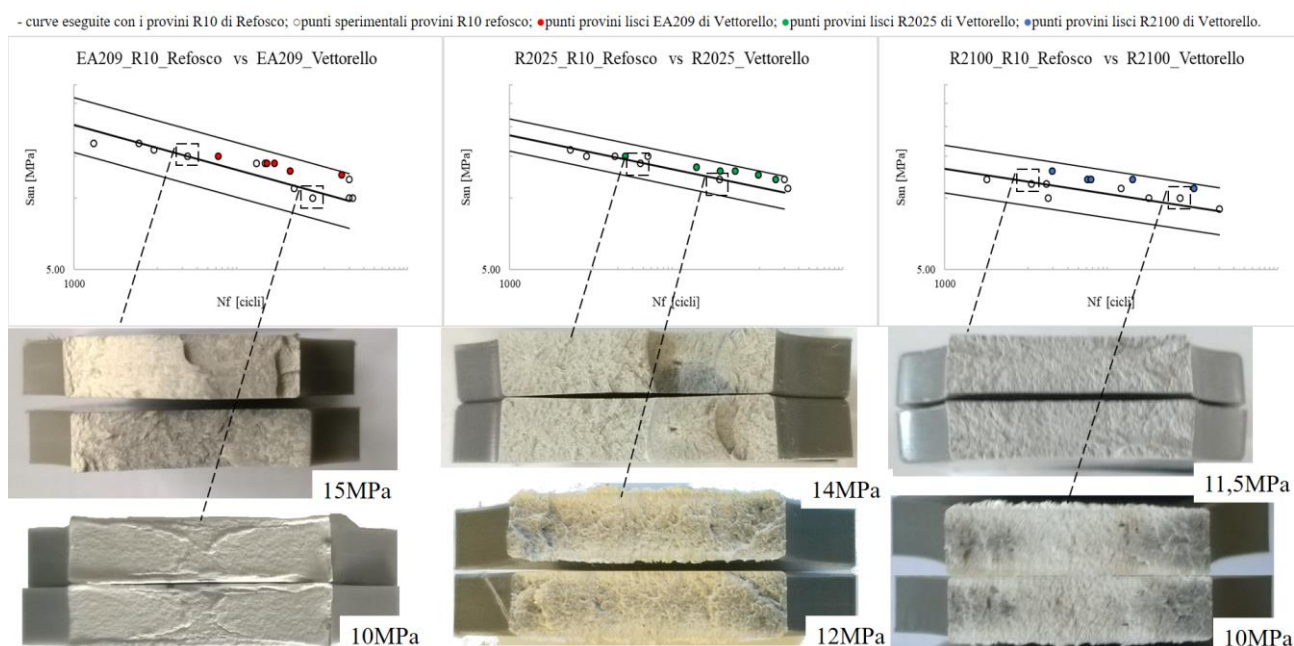 - curve eseguite con i provini R10 di Refosco; ○punti sperimentali provini R10 refosco; ●punti provini lisci EA209 di Vettorello; ●punti provini lisci R2025 di Vettorello; ●punti provini lisci R2100 di Vettorello.
EA209_R10_Refosco vs EA209_Vettorello
San [MPa]
5.00
1000
Nf [cicli]
R2025_R10_Refosco vs R2025_Vettorello
San [MPa]
5.00
1000
Nf [cicli]
R2100_R10_Refosco vs R2100_Vettorello
San [MPa]
5.00
1000
Nf [cicli]
15MPa
14MPa
11,5MPa
10MPa
12MPa
10MPa